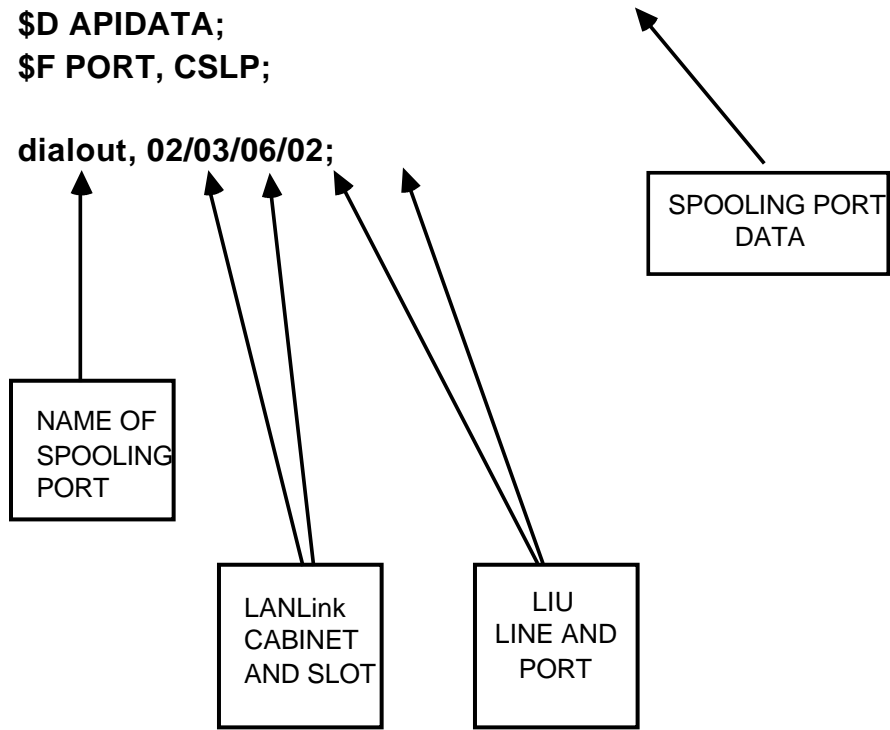 $D APIDATA;
$F PORT, CSLP;
dialout, 02/03/06/02;
SPOOLING PORT
DATA
NAME OF
SPOOLING
PORT
LANLink
CABINET
AND SLOT
LIU
LINE AND
PORT